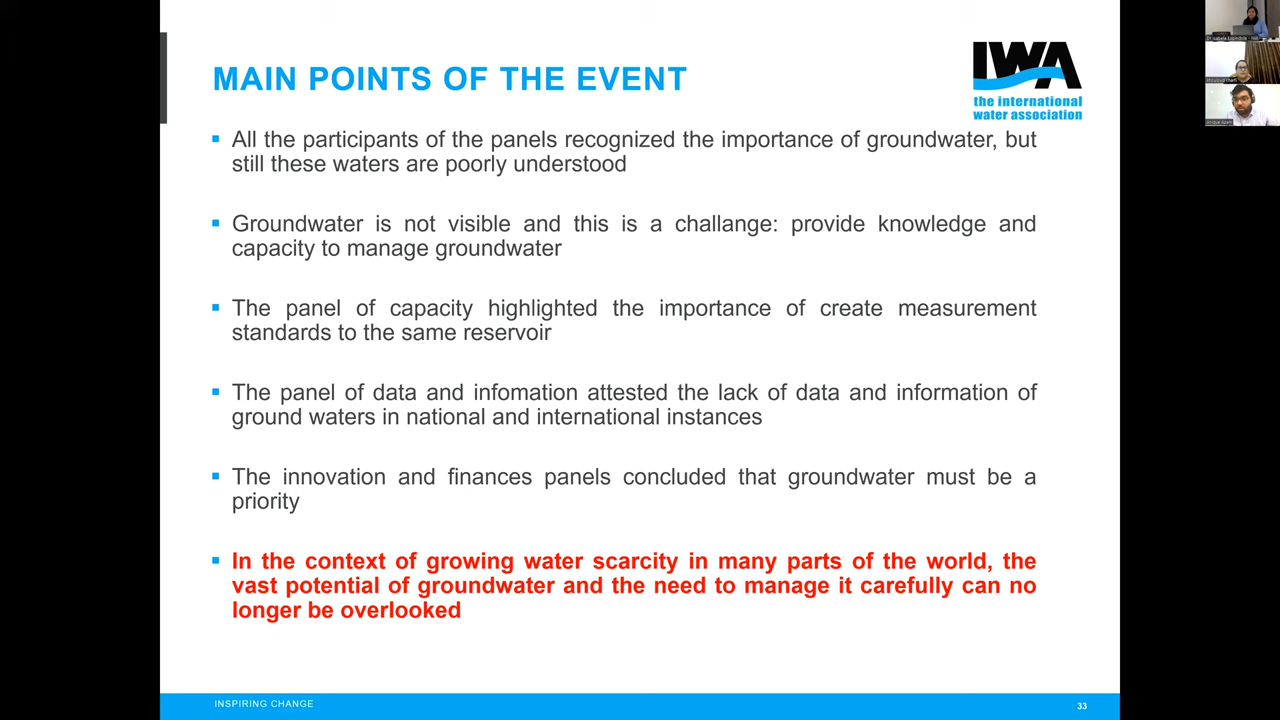 MAIN POINTS OF THE EVENT
IWA
the international
water association
All the participants of the panels recognized the importance of groundwater, but
still these waters are poorly understood
Groundwater is not visible and this is a challange: provide knowledge and
capacity to manage groundwater
The panel of capacity highlighted the importance of create measurement
standards to the same reservoir
The panel of data and infomation attested the lack of data and information of
ground waters in national and international instances
The innovation and finances panels concluded that groundwater must be a
priority
In the context of growing water scarcity in many parts of the world, the
vast potential of groundwater and the need to manage it carefully can no
longer be overlooked
INSPIRING CHANGE
33